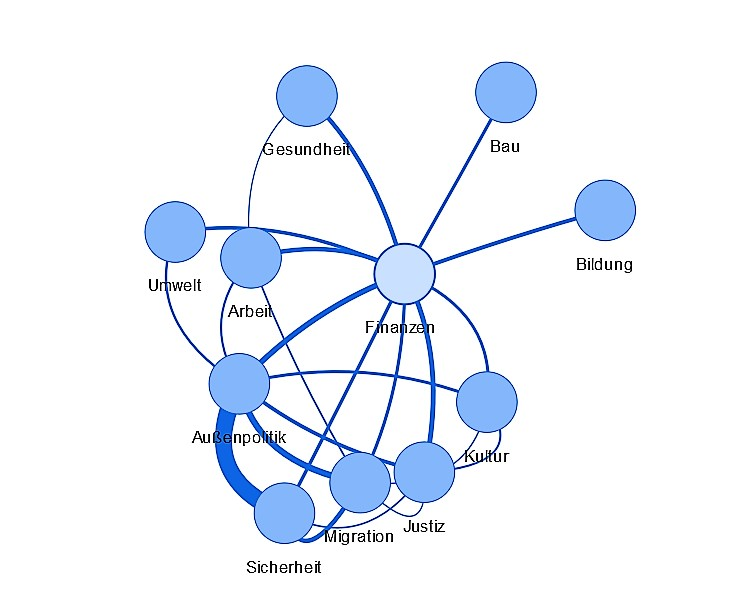 Gesundheit
Bau
Bildung
Umwelt
Arbeit
Finanzen
Außenpolitik
Kultur
Justiz
Migration
Sicherheit